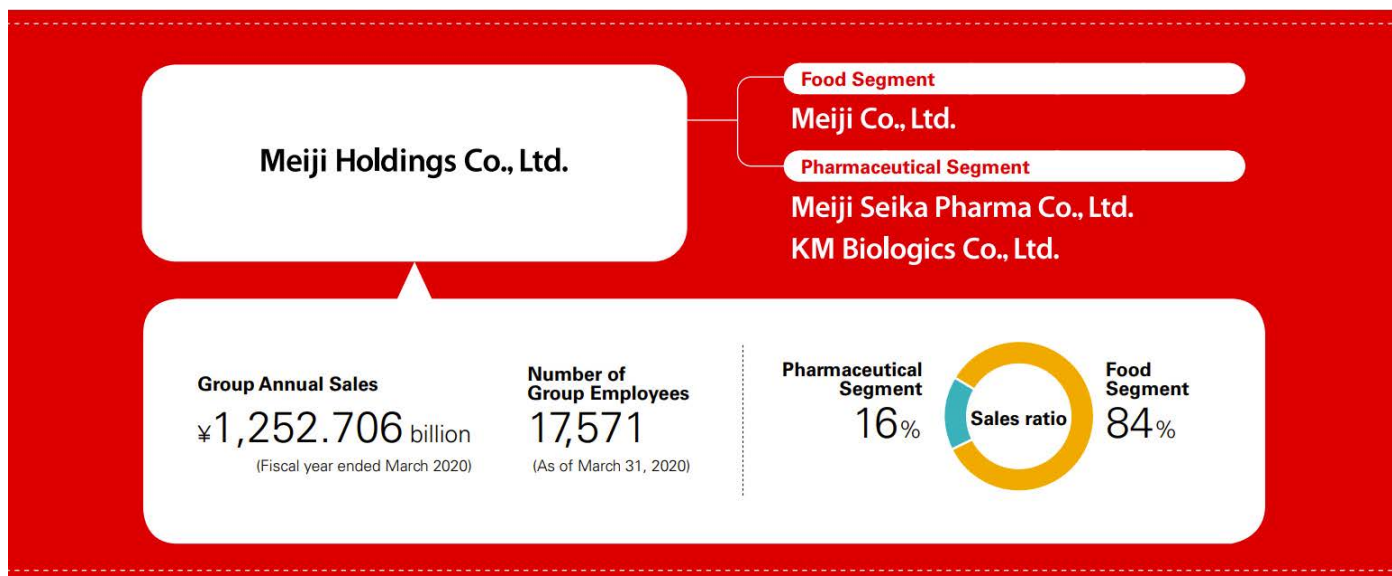 Meiji Holdings Co., Ltd.
Food Segment
Meiji Co., Ltd.
Pharmaceutical Segment
Meiji Seika Pharma Co., Ltd.
KM Biologics Co., Ltd.
Group Annual Sales
¥1,252.706 billion
(Fiscal year ended March 2020)
Number of
Group Employees
17,571
(As of March 31, 2020)
Pharmaceutical
Segment
16%
Sales ratio
Food
Segment
84%